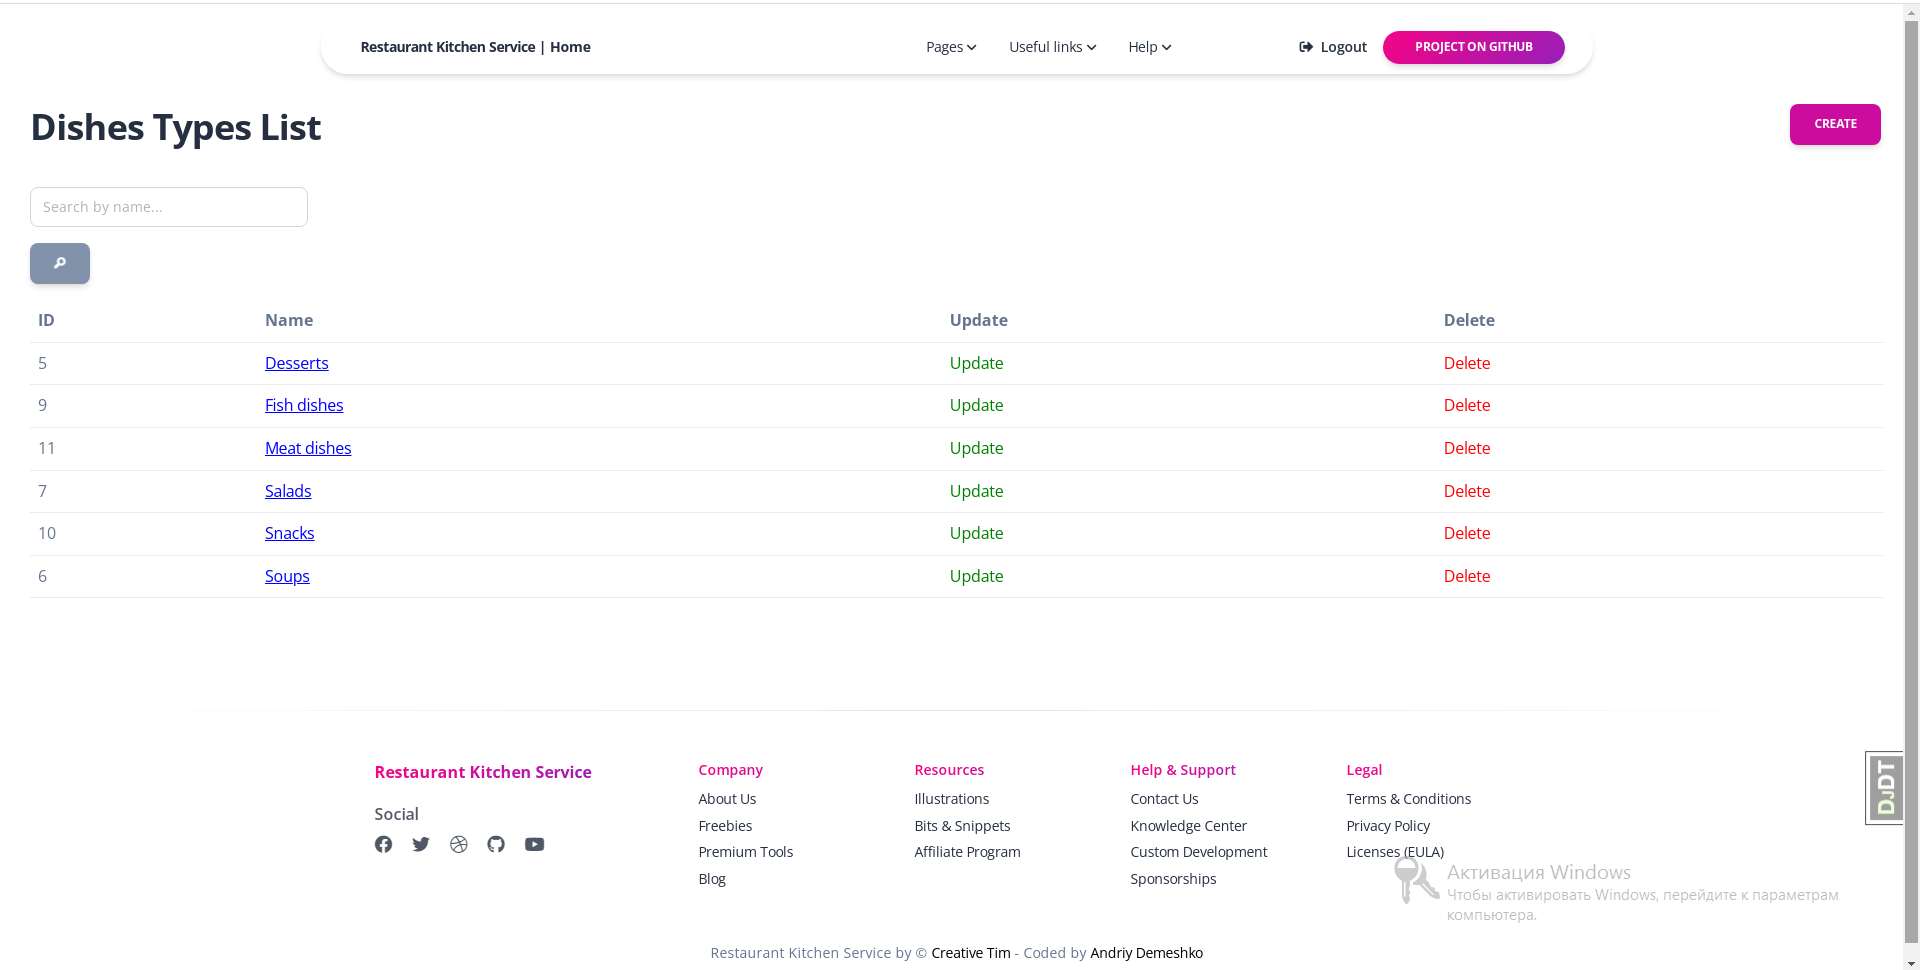 Restaurant Kitchen Service | Home Pages Useful links Help Logout PROJECT ON GITHUB
Dishes Types List CREATE
Search by name...
ID Name Update Delete
5 Desserts Update Delete
9 Fish dishes Update Delete
11 Meat dishes Update Delete
7 Salads Update Delete
10 Snacks Update Delete
6 Soups Update Delete
Restaurant Kitchen Service
Social
Company
About Us
Freebies
Premium Tools
Blog
Resources
Illustrations
Bits & Snippets
Affiliate Program
Help & Support
Contact Us
Knowledge Center
Custom Development
Sponsorships
Legal
Terms & Conditions
Privacy Policy
Licenses (EULA)
DJDT
Активация Windows
Чтобы активировать Windows, перейдите к параметрам
компьютера.
Restaurant Kitchen Service by © Creative Tim - Coded by Andriy Demeshko